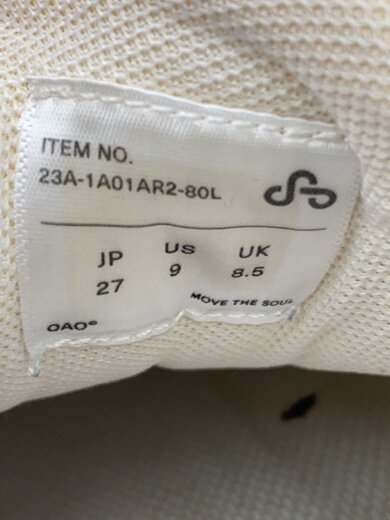 ITEM NO.
23A-1A01AR2-80L
JP US UK
27 9 8.5
OAO® MOVE THE SOUL